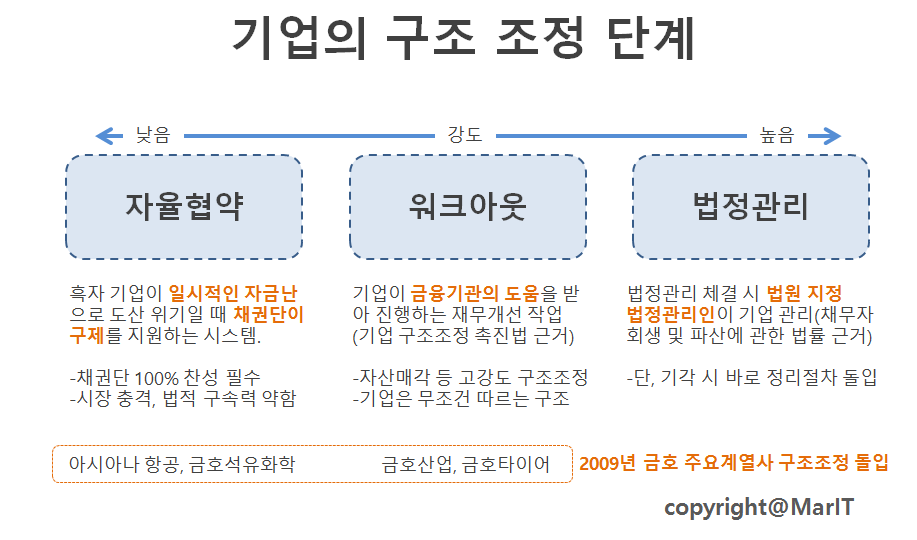 기업의 구조 조정 단계
낮음 강도 높음
자율협약
워크아웃
법정관리
흑자 기업이 일시적인 자금난
으로 도산 위기일 때 채권단이
구제를 지원하는 시스템.
-채권단 100% 찬성 필수
-시장 충격, 법적 구속력 약함
기업이 금융기관의 도움을 받
아 진행하는 재무개선 작업
(기업 구조조정 촉진법 근거)
-자산매각 등 고강도 구조조정
-기업은 무조건 따르는 구조
법정관리 체결 시 법원 지정
법정관리인이 기업 관리(채무자
회생 및 파산에 관한 법률 근거)
-단, 기각 시 바로 정리절차 돌입
아시아나 항공, 금호석유화학
금호산업, 금호타이어
2009년 금호 주요계열사 구조조정 돌입
copyright@MarIT